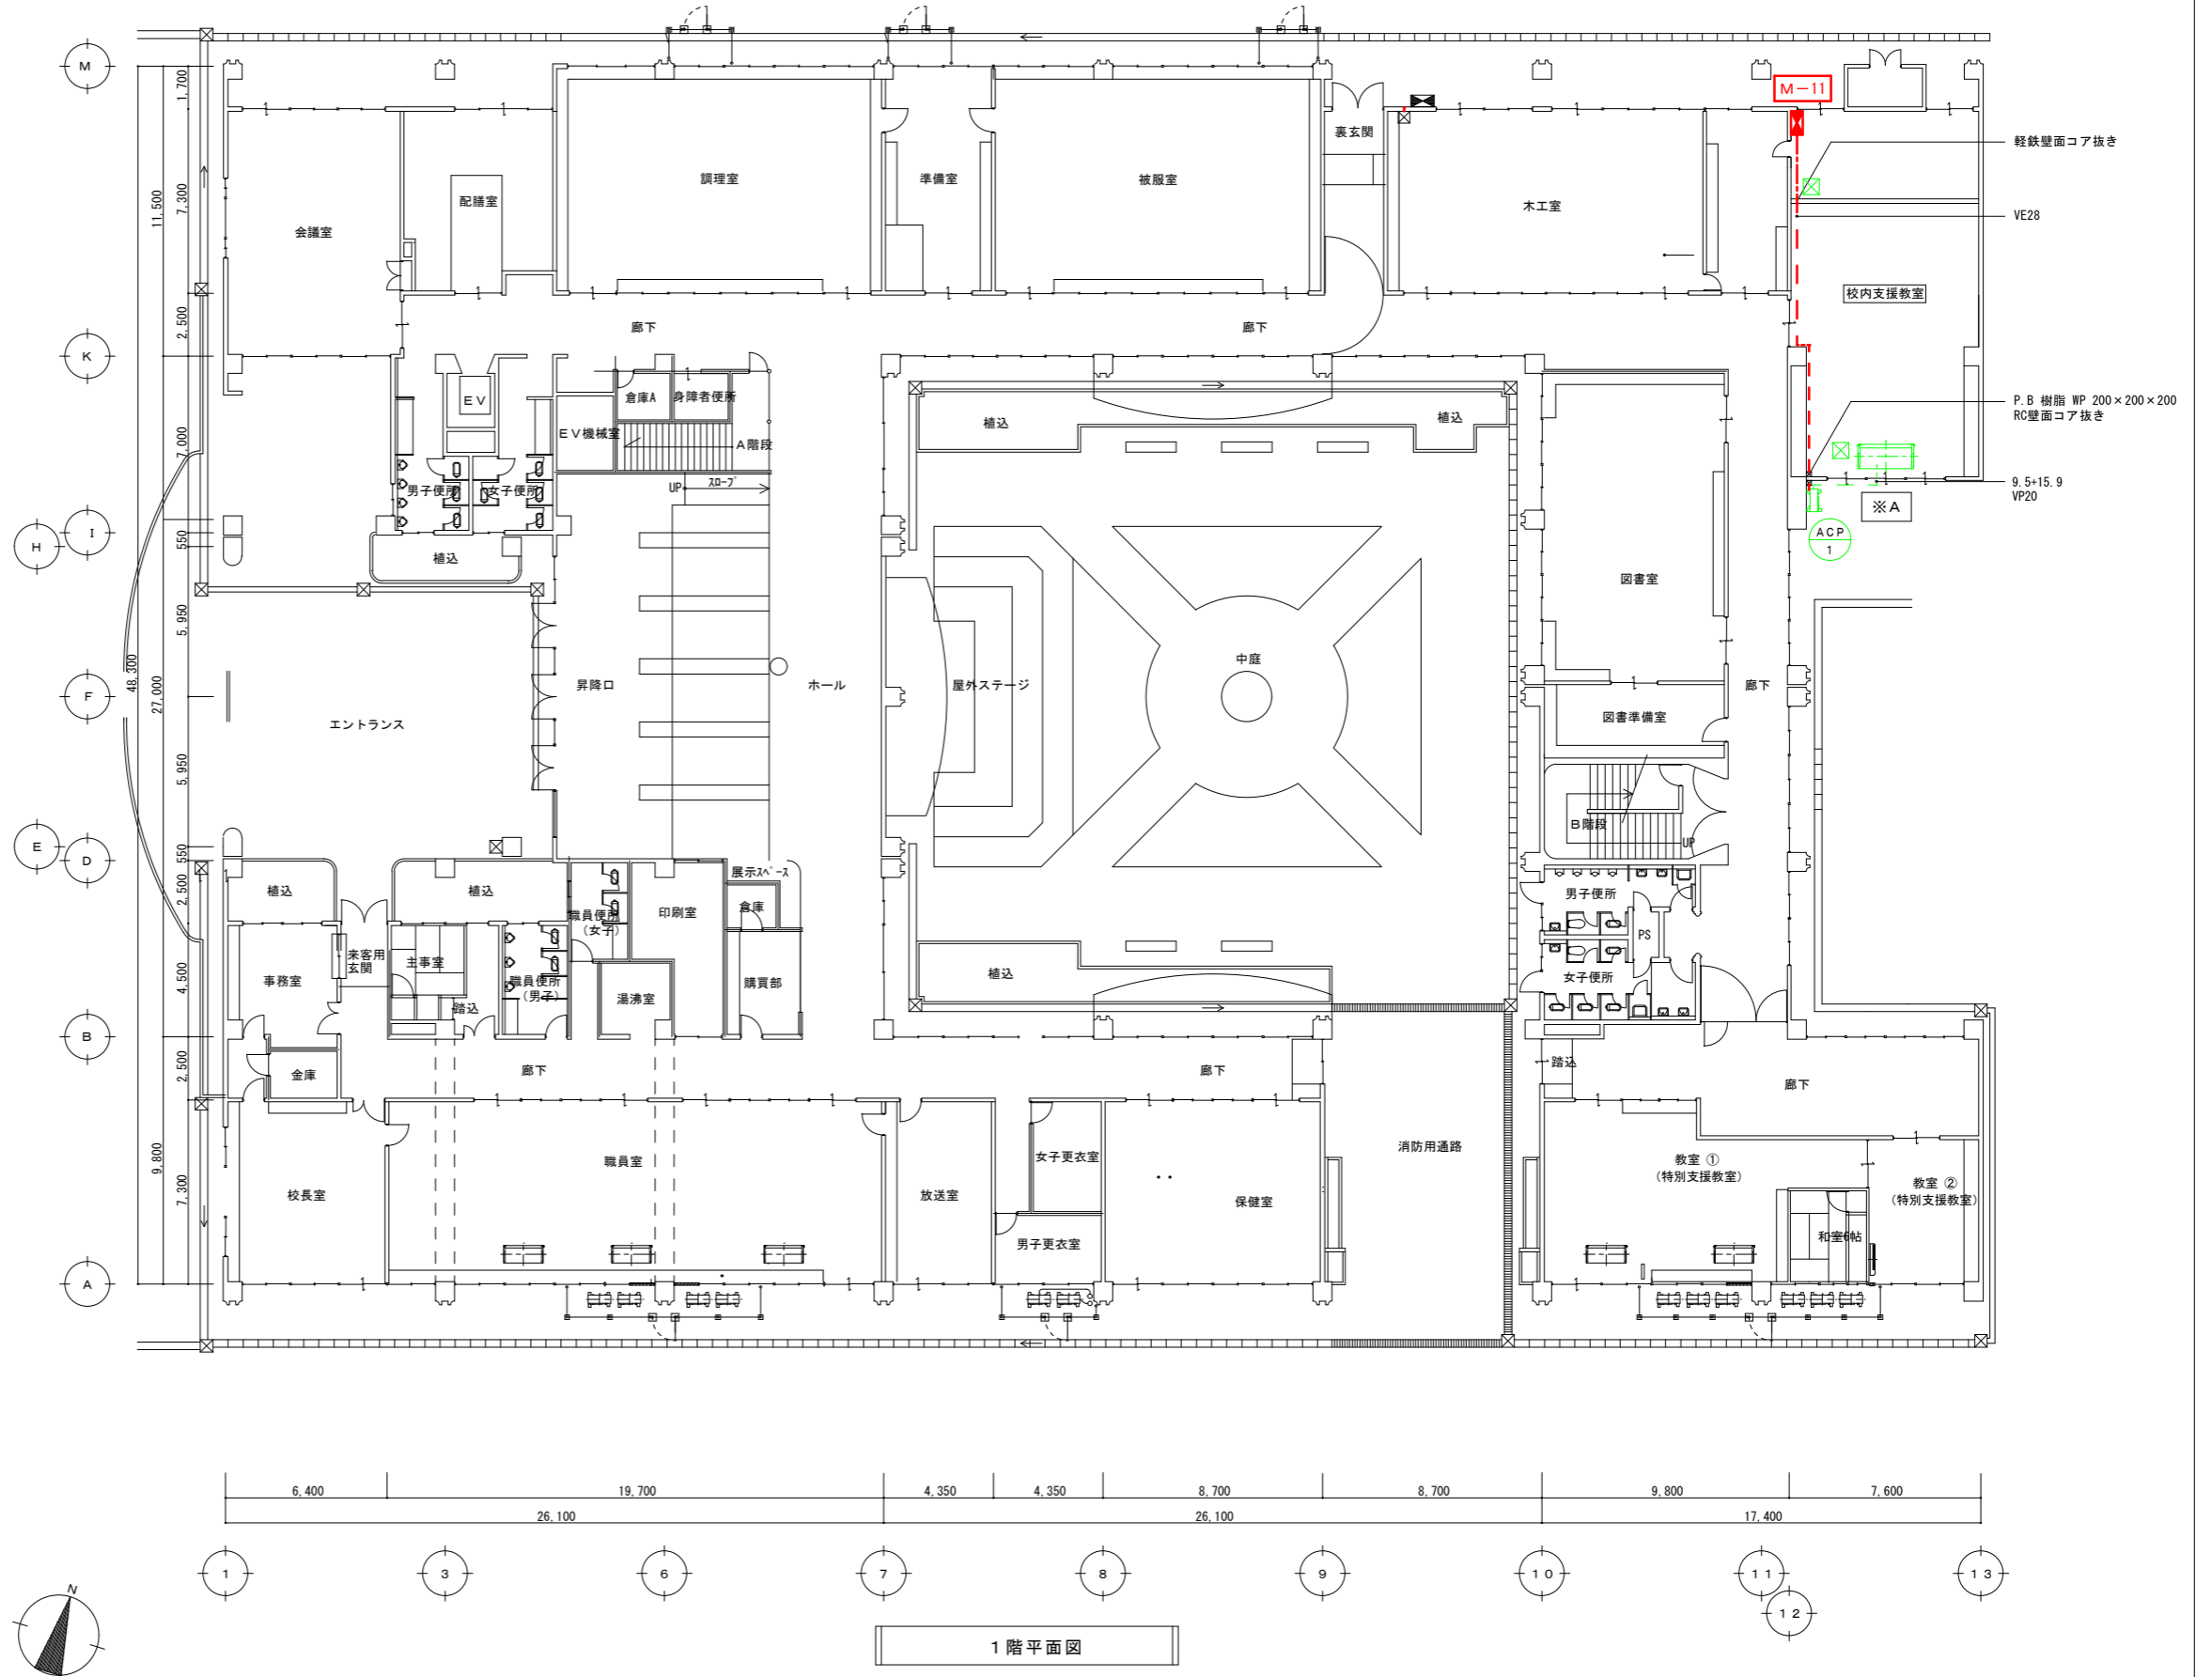 M
1,700
M－11
裏玄関
軽鉄壁面コア抜き
調理室
準備室
被服室
配膳室
木工室
会議室
VE28
11,500
7,300
校内支援教室
2,500
廊下
廊下
K
倉庫A
身障者便所
EV
P.B 樹脂 WP 200×200×200
RC壁面コア抜き
植込
植込
EV機械室
A階段
7,000
男子便所
女子便所
UP
ｽﾛｰﾌﾟ
9.5+15.9
VP20
※A
H
I
550
ACP
1
植込
図書室
5,950
48,300
27,000
F
中庭
昇降口
ホール
屋外ステージ
廊下
エントランス
図書準備室
5,950
B階段
UP
E
D
550
展示ｽﾍﾟｰｽ
2,500
植込
植込
職員便所
（女子）
印刷室
倉庫
男子便所
PS
来客用
玄関
主事室
事務室
4,500
植込
女子便所
職員便所
（男子）
湯沸室
購買部
踏込
B
2,500
金庫
廊下
廊下
踏込
廊下
9,800
7,300
職員室
女子更衣室
消防用通路
教室 ①
（特別支援教室）
教室 ②
（特別支援教室）
校長室
放送室
保健室
男子更衣室
和室6帖
A
6,400
19,700
4,350
4,350
8,700
8,700
9,800
7,600
26,100
26,100
17,400
1
3
6
7
8
9
10
11
13
12
N
1階平面図